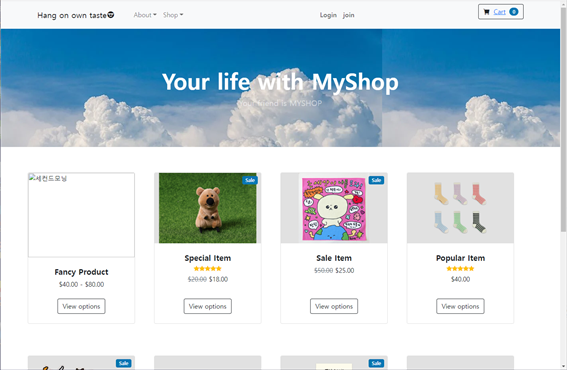 Hang on own taste😎
About
Shop
Login
join
Cart
0
Your life with MyShop
IS MYSHOP
세컨드모닝
Sale
Sale
Fancy Product
$40.00 - $80.00
View options
Special Item
$20.00 $18.00
View options
Sale Item
$50.00 $25.00
View options
Popular Item
$40.00
View options
Sale